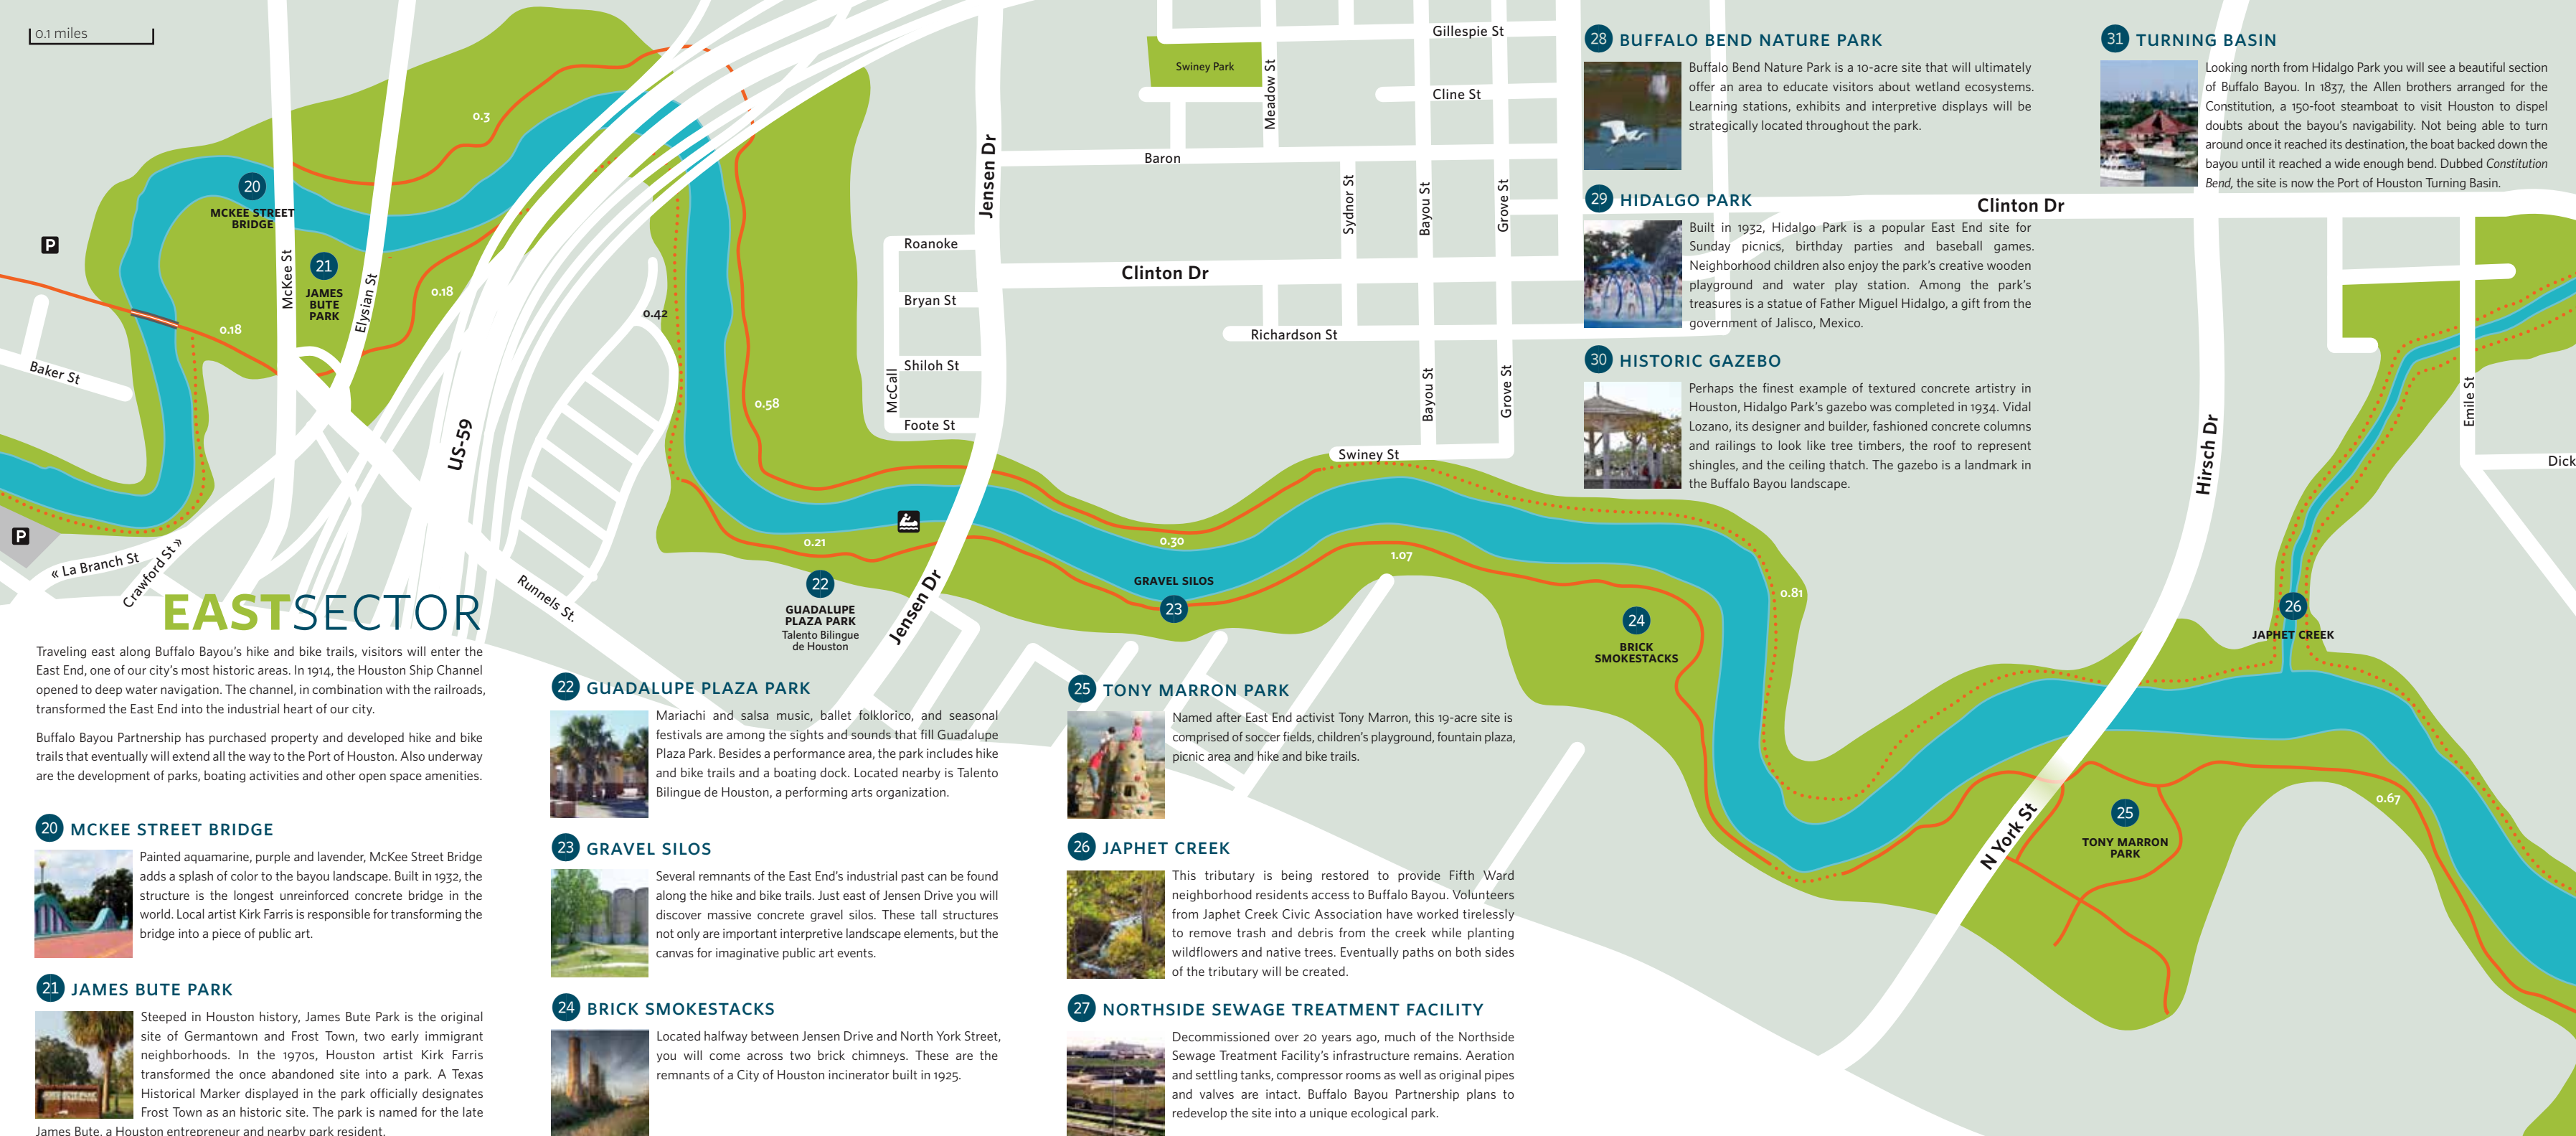 0.1 miles
0.3
20
MCKEE STREET
BRIDGE
P
21
JAMES
BUTE
PARK
McKee St
Elysian St
0.18
0.18
Baker St
P
« La Branch St
Crawford St »
US-59
Runnels St.
0.42
0.58
0.21
22
GUADALUPE
PLAZA PARK
Talento Bilingue
de Houston
Jensen Dr
Jensen Dr
Roanoke
Bryan St
Shiloh St
McCall
Foote St
Swiney Park
Meadow St
Gillespie St
Cline St
Baron
Sydnor St
Bayou St
Grove St
Clinton Dr
Richardson St
Bayou St
Grove St
Swiney St
0.30
GRAVEL SILOS
23
1.07
24
BRICK
SMOKESTACKS
0.81
Clinton Dr
Hirsch Dr
N York St
25
TONY MARRON
PARK
0.67
26
JAPHET CREEK
Emile St
Dick
EASTSECTOR
Traveling east along Buffalo Bayou's hike and bike trails, visitors will enter the
East End, one of our city's most historic areas. In 1914, the Houston Ship Channel
opened to deep water navigation. The channel, in combination with the railroads,
transformed the East End into the industrial heart of our city.
Buffalo Bayou Partnership has purchased property and developed hike and bike
trails that eventually will extend all the way to the Port of Houston. Also underway
are the development of parks, boating activities and other open space amenities.
20 MCKEE STREET BRIDGE
Painted aquamarine, purple and lavender, McKee Street Bridge
adds a splash of color to the bayou landscape. Built in 1932, the
structure is the longest unreinforced concrete bridge in the
world. Local artist Kirk Farris is responsible for transforming the
bridge into a piece of public art.
21 JAMES BUTE PARK
Steeped in Houston history, James Bute Park is the original
site of Germantown and Frost Town, two early immigrant
neighborhoods. In the 1970s, Houston artist Kirk Farris
transformed the once abandoned site into a park. A Texas
Historical Marker displayed in the park officially designates
Frost Town as an historic site. The park is named for the late
James Bute, a Houston entrepreneur and nearby park resident.
22 GUADALUPE PLAZA PARK
Mariachi and salsa music, ballet folklorico, and seasonal
festivals are among the sights and sounds that fill Guadalupe
Plaza Park. Besides a performance area, the park includes hike
and bike trails and a boating dock. Located nearby is Talento
Bilingue de Houston, a performing arts organization.
23 GRAVEL SILOS
Several remnants of the East End's industrial past can be found
along the hike and bike trails. Just east of Jensen Drive you will
discover massive concrete gravel silos. These tall structures
not only are important interpretive landscape elements, but the
canvas for imaginative public art events.
24 BRICK SMOKESTACKS
Located halfway between Jensen Drive and North York Street,
you will come across two brick chimneys. These are the
remnants of a City of Houston incinerator built in 1925.
25 TONY MARRON PARK
Named after East End activist Tony Marron, this 19-acre site is
comprised of soccer fields, children's playground, fountain plaza,
picnic area and hike and bike trails.
26 JAPHET CREEK
This tributary is being restored to provide Fifth Ward
neighborhood residents access to Buffalo Bayou. Volunteers
from Japhet Creek Civic Association have worked tirelessly
to remove trash and debris from the creek while planting
wildflowers and native trees. Eventually paths on both sides
of the tributary will be created.
27 NORTHSIDE SEWAGE TREATMENT FACILITY
Decommissioned over 20 years ago, much of the Northside
Sewage Treatment Facility's infrastructure remains. Aeration
and settling tanks, compressor rooms as well as original pipes
and valves are intact. Buffalo Bayou Partnership plans to
redevelop the site into a unique ecological park.
28 BUFFALO BEND NATURE PARK
Buffalo Bend Nature Park is a 10-acre site that will ultimately
offer an area to educate visitors about wetland ecosystems.
Learning stations, exhibits and interpretive displays will be
strategically located throughout the park.
29 HIDALGO PARK
Built in 1932, Hidalgo Park is a popular East End site for
Sunday picnics, birthday parties and baseball games.
Neighborhood children also enjoy the park's creative wooden
playground and water play station. Among the park's
treasures is a statue of Father Miguel Hidalgo, a gift from the
government of Jalisco, Mexico.
30 HISTORIC GAZEBO
Perhaps the finest example of textured concrete artistry in
Houston, Hidalgo Park's gazebo was completed in 1934. Vidal
Lozano, its designer and builder, fashioned concrete columns
and railings to look like tree timbers, the roof to represent
shingles, and the ceiling thatch. The gazebo is a landmark in
the Buffalo Bayou landscape.
31 TURNING BASIN
Looking north from Hidalgo Park you will see a beautiful section
of Buffalo Bayou. In 1837, the Allen brothers arranged for the
Constitution, a 150-foot steamboat to visit Houston to dispel
doubts about the bayou's navigability. Not being able to turn
around once it reached its destination, the boat backed down the
bayou until it reached a wide enough bend. Dubbed Constitution
Bend, the site is now the Port of Houston Turning Basin.